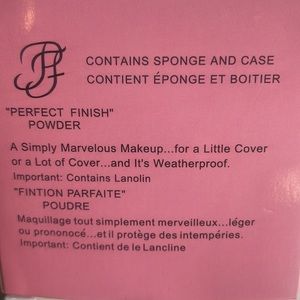 PF
CONTAINS SPONGE AND CASE
CONTIENT ÉPONGE ET BOITIER
"PERFECT FINISH"
POWDER
A Simply Marvelous Makeup...for a Little Cover
or a Lot of Cover...and It's Weatherproof.
Important: Contains Lanolin
"FINTION PARFAITE"
POUDRE
Maquillage tout simplement merveilleux...léger
ou prononocé...et il protège des intempéries.
Important: Contient de le Lancline